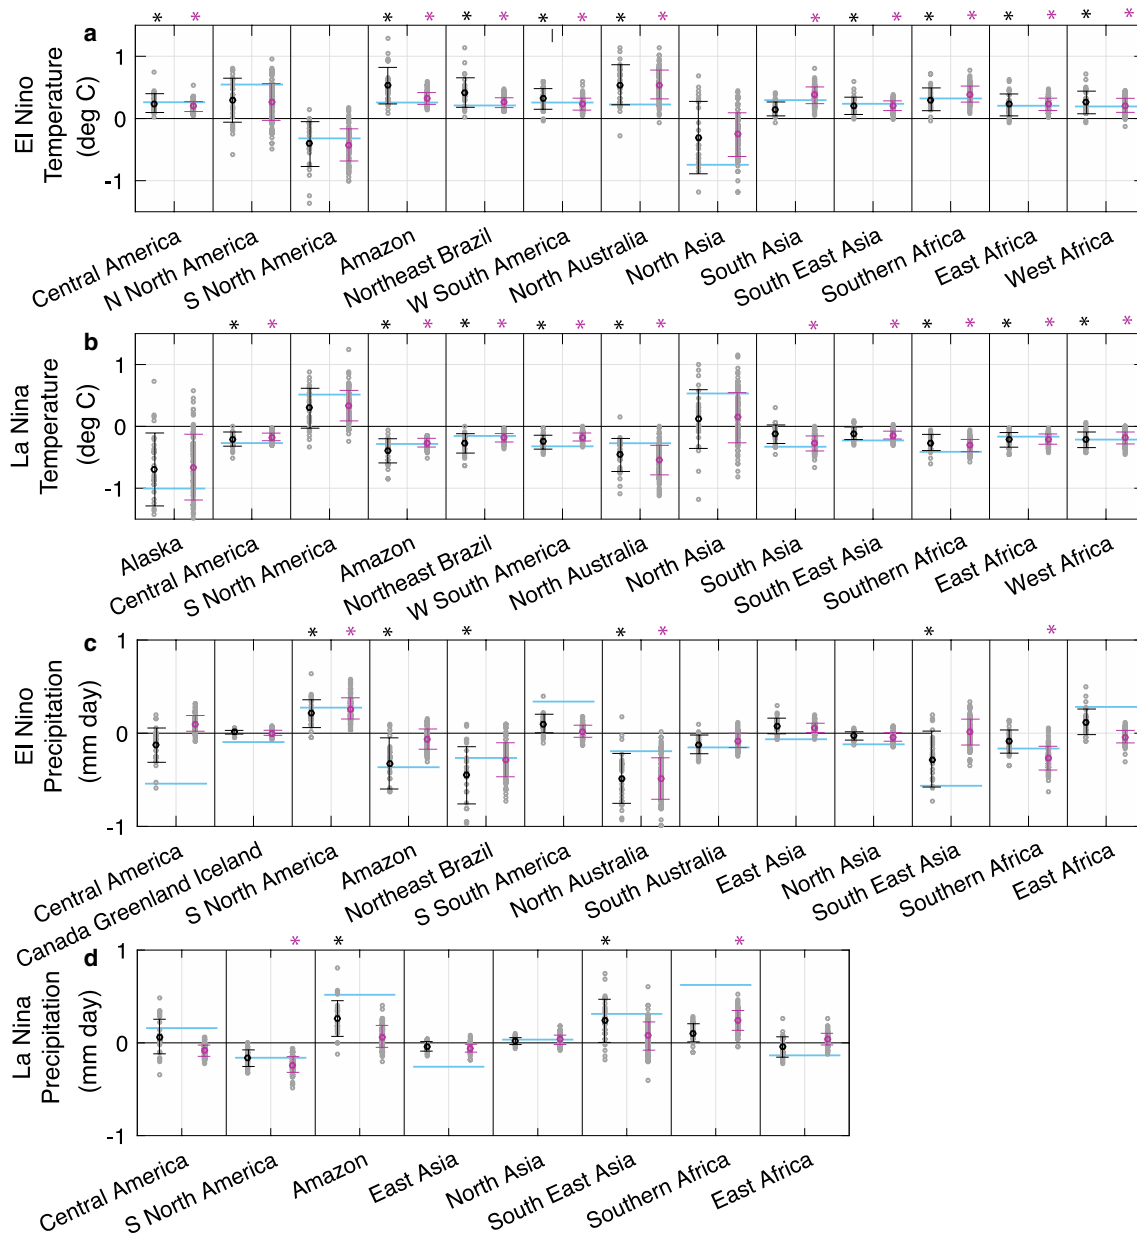 a
* * * * * * * * * * * * * * * * * * * * *
El Nino
Temperature
(deg C)
1
0
-1
Central America
N North America
S North America
Amazon
Northeast Brazil
W South America
North Australia
North Asia
South Asia
South East Asia
Southern Africa
East Africa
West Africa
b
* * * * * * * * * * * * * * * * * * * *
La Nina
Temperature
(deg C)
1
0
-1
Alaska
Central America
S North America
Amazon
Northeast Brazil
W South America
North Australia
North Asia
South Asia
South East Asia
Southern Africa
East Africa
West Africa
c
* * * * * * * *
El Nino
Precipitation
(mm day)
1
0
-1
Central America
Canada Greenland Iceland
S North America
Amazon
Northeast Brazil
S South America
North Australia
South Australia
East Asia
North Asia
South East Asia
Southern Africa
East Africa
d
* * * *
La Nina
Precipitation
(mm day)
1
0
-1
Central America
S North America
Amazon
East Asia
North Asia
South East Asia
Southern Africa
East Africa